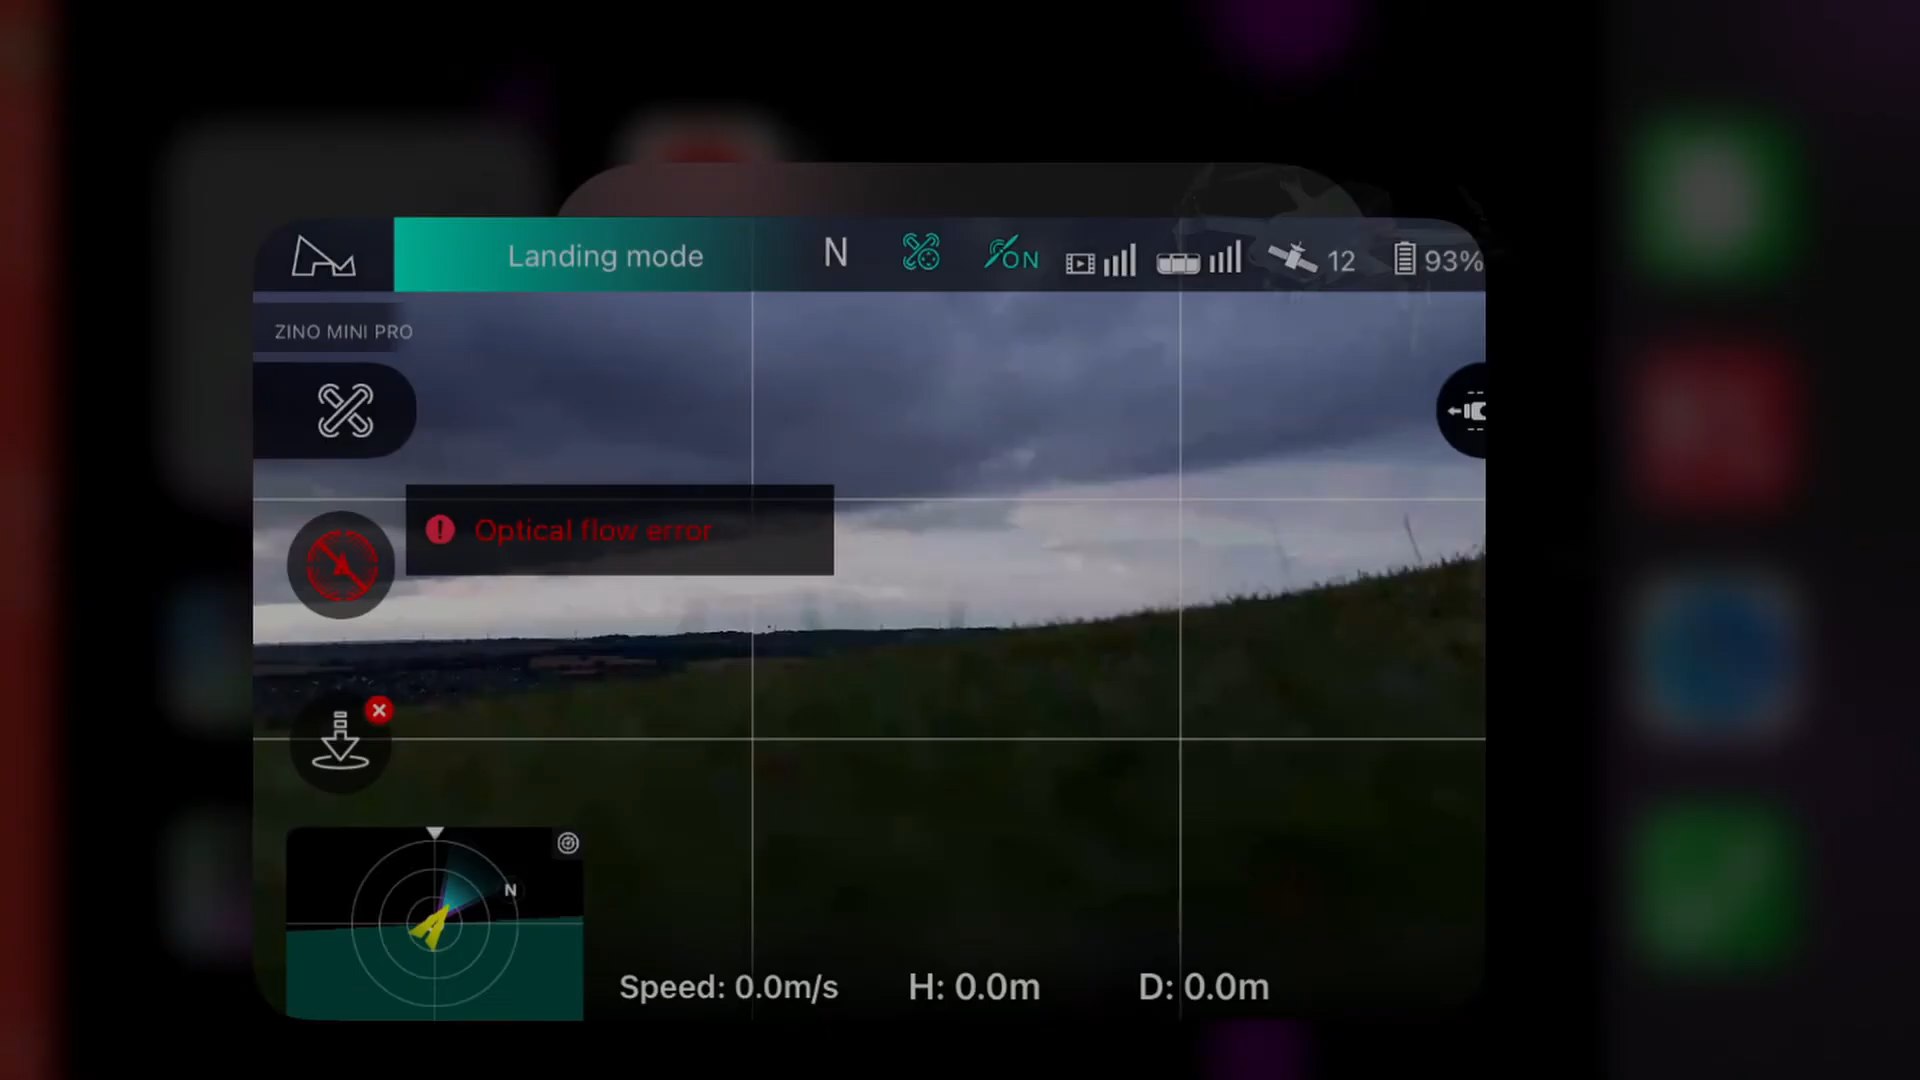 Landing mode
N
ON
12
93%
ZINO MINI PRO
Optical flow error
N
Speed: 0.0m/s
H: 0.0m
D: 0.0m